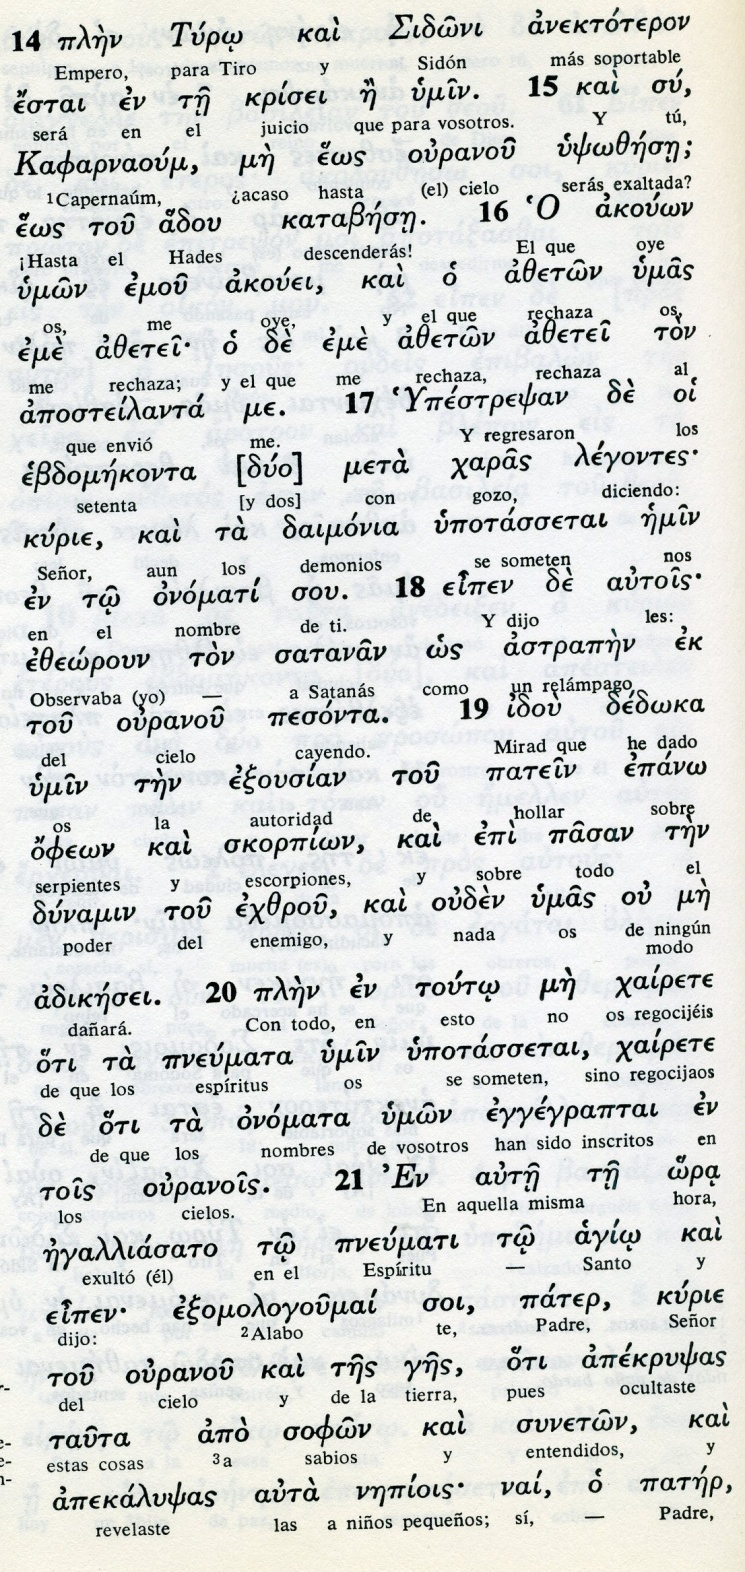 14 πλὴν Τύρῳ καὶ Σιδῶνι ἀνεκτότερον
Empero, para Tiro y Sidón más soportable
ἔσται ἐν τῇ κρίσει ἢ ὑμῖν. 15 καὶ σύ,
será en el juicio que para vosotros. Y tú,
Καφαρναούμ, μὴ ἕως οὐρανοῦ ὑψωθήσῃ;
1Capernaúm, ¿acaso hasta (el) cielo serás exaltada?
ἕως τοῦ ᾅδου καταβήσῃ. 16 Ὁ ἀκούων
¡Hasta el Hades descenderás! El que oye
ὑμῶν ἐμοῦ ἀκούει, καὶ ὁ ἀθετῶν ὑμᾶς
os, me oye, y el que rechaza os,
ἐμὲ ἀθετεῖ· ὁ δὲ ἐμὲ ἀθετῶν ἀθετεῖ τὸν
me rechaza; y el que me rechaza, rechaza al
ἀποστείλαντά με. 17 Ὑπέστρεψαν δὲ οἱ
que envió me. Y regresaron los
ἑβδομήκοντα [δύο] μετὰ χαρᾶς λέγοντες·
setenta [y dos] con gozo, diciendo:
κύριε, καὶ τὰ δαιμόνια ὑποτάσσεται ἡμῖν
Señor, aun los demonios se someten nos
ἐν τῷ ὀνόματί σου. 18 εἶπεν δὲ αὐτοῖς·
en el nombre de ti. Y dijo les:
ἐθεώρουν τὸν σατανᾶν ὡς ἀστραπὴν ἐκ
Observaba (yo) — a Satanás como un relámpago
τοῦ οὐρανοῦ πεσόντα. 19 ἰδοὺ δέδωκα
del cielo cayendo. Mirad que he dado
ὑμῖν τὴν ἐξουσίαν τοῦ πατεῖν ἐπάνω
os la autoridad de hollar sobre
ὄφεων καὶ σκορπίων, καὶ ἐπὶ πᾶσαν τὴν
serpientes y escorpiones, y sobre todo el
δύναμιν τοῦ ἐχθροῦ, καὶ οὐδὲν ὑμᾶς οὐ μὴ
poder del enemigo, y nada os de ningún
modo
ἀδικήσει. 20 πλὴν ἐν τούτῳ μὴ χαίρετε
dañará. Con todo, en esto no os regocijéis
ὅτι τὰ πνεύματα ὑμῖν ὑποτάσσεται, χαίρετε
de que los espíritus os se someten, sino regocijaos
δὲ ὅτι τὰ ὀνόματα ὑμῶν ἐγγέγραπται ἐν
de que los nombres de vosotros han sido inscritos en
τοῖς οὐρανοῖς. 21 Ἐν αὐτῇ τῇ ὥρᾳ
los cielos. En aquella misma hora,
ἠγαλλιάσατο τῷ πνεύματι τῷ ἁγίῳ καὶ
exultó (él) en el Espíritu — Santo y
εἶπεν· ἐξομολογοῦμαί σοι, πάτερ, κύριε
dijo: 2Alabo te, Padre, Señor
τοῦ οὐρανοῦ καὶ τῆς γῆς, ὅτι ἀπέκρυψας
del cielo y de la tierra, pues ocultaste
ταῦτα ἀπὸ σοφῶν καὶ συνετῶν, καὶ
estas cosas 3a sabios y entendidos, y
ἀπεκάλυψας αὐτὰ νηπίοις· ναί, ὁ πατήρ,
revelaste las a niños pequeños; sí, — Padre,